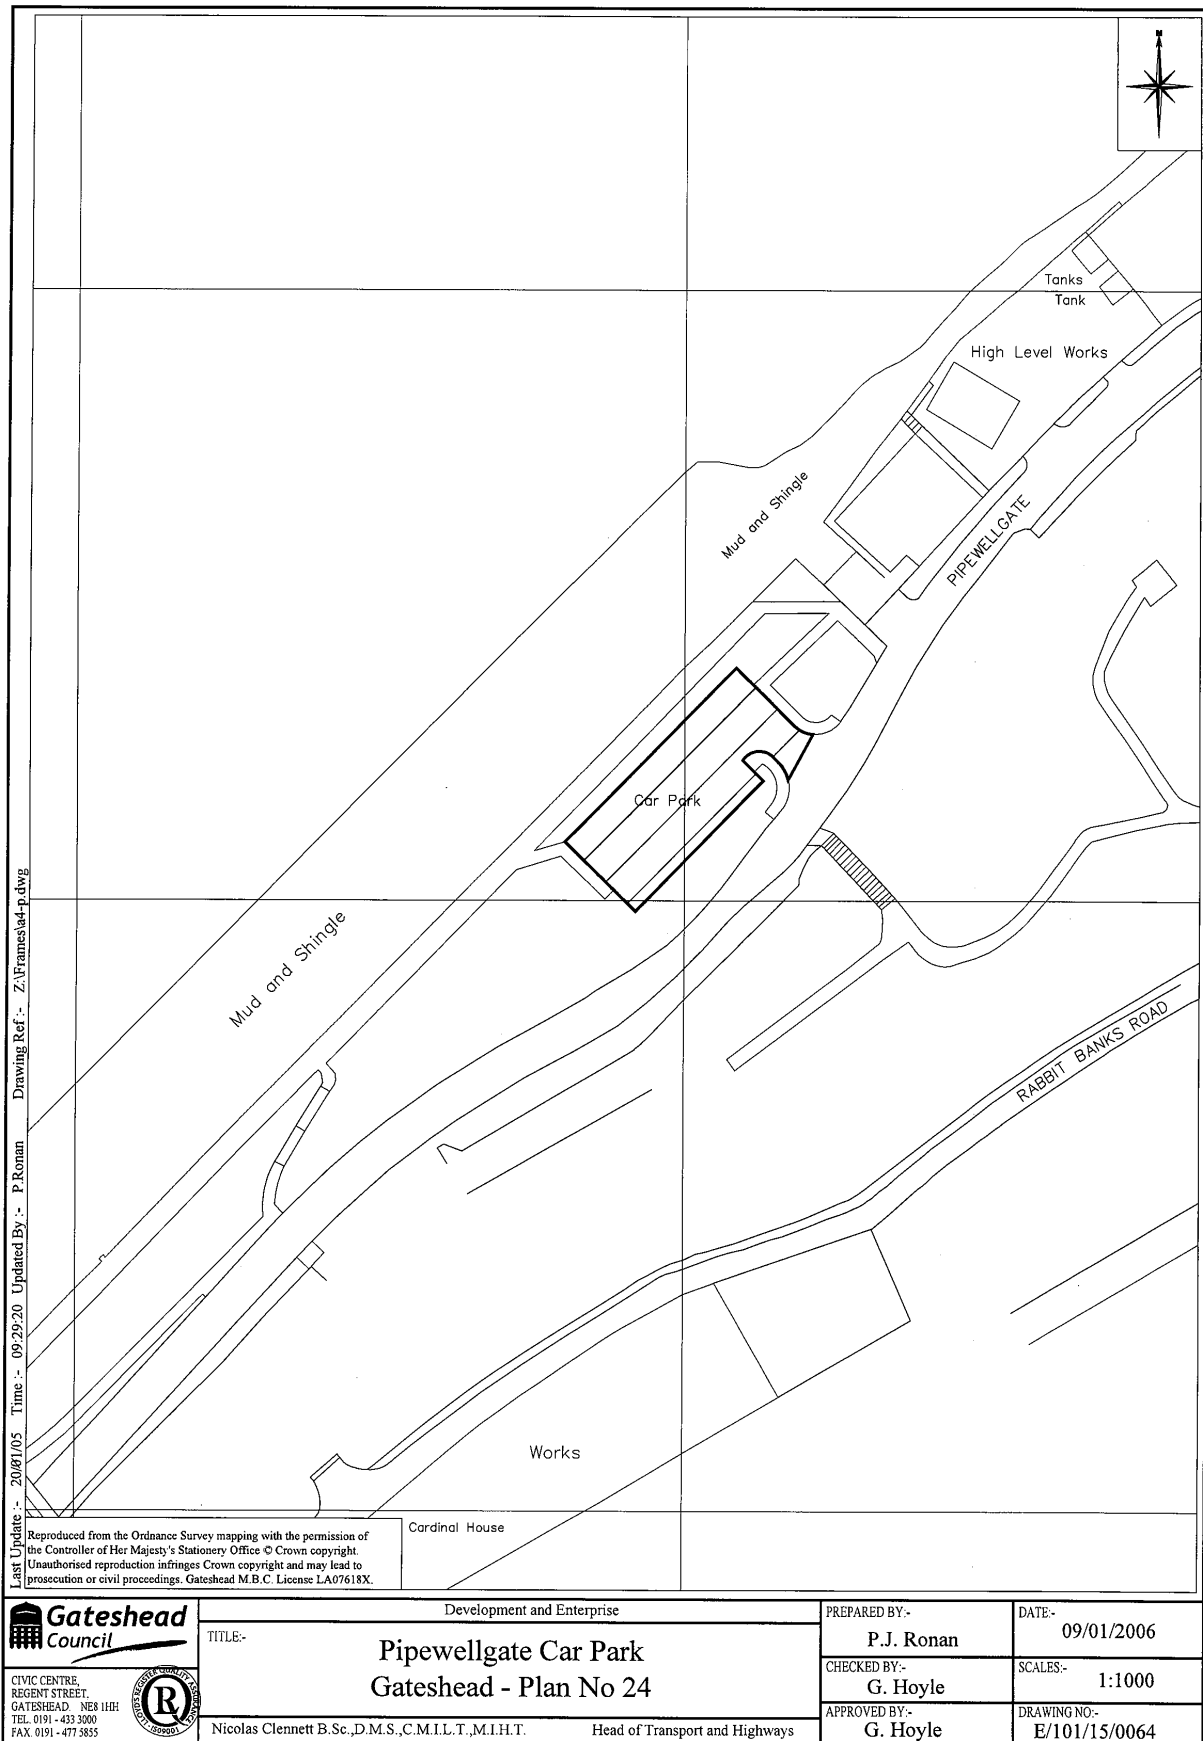 N
Tanks
Tank
High Level Works
Mud and Shingle
PIPEWELLGATE
Car Park
Mud and Shingle
RABBIT BANKS ROAD
Works
Cardinal House
Last Update :- 20/01/05 Time :- 09:29:20 Updated By :- P.Ronan Drawing Ref :- Z:\Frames\a4-p.dwg
Reproduced from the Ordnance Survey mapping with the permission of
the Controller of Her Majesty's Stationery Office © Crown copyright.
Unauthorised reproduction infringes Crown copyright and may lead to
prosecution or civil proceedings. Gateshead M.B.C. License LA07618X.
Gateshead
Council
CIVIC CENTRE,
REGENT STREET.
GATESHEAD. NE8 1HH
TEL. 0191 - 433 3000
FAX. 0191 - 477 5855
LLOYD'S REGISTER QUALITY ASSURANCE
R
ISO9001
Development and Enterprise
TITLE:-
Pipewellgate Car Park
Gateshead - Plan No 24
Nicolas Clennett B.Sc.,D.M.S.,C.M.I.L.T.,M.I.H.T. Head of Transport and Highways
PREPARED BY:-
P.J. Ronan
DATE:-
09/01/2006
CHECKED BY:-
G. Hoyle
SCALES:-
1:1000
APPROVED BY:-
G. Hoyle
DRAWING NO:-
E/101/15/0064